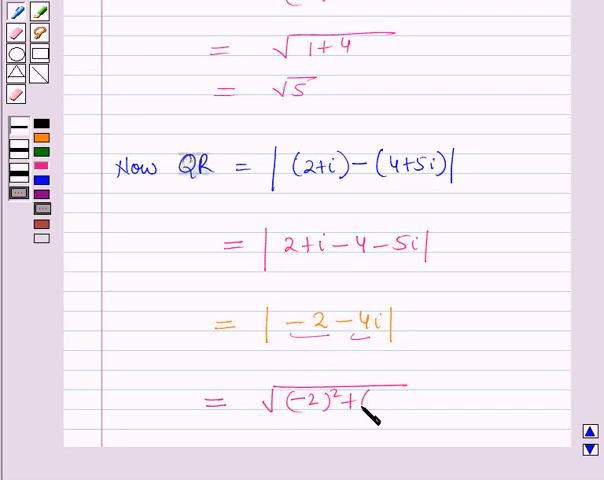 = √1+4
= √5
Now QR = |(2+i)-(4+5i)|
= |2+i-4-5i|
= |-2-4i|
= √(-2)²+(